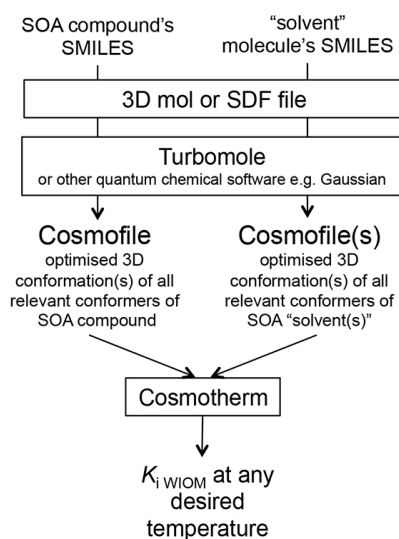 SOA compound's
SMILES
“solvent”
molecule's SMILES
3D mol or SDF file
Turbomole
or other quantum chemical software e.g. Gaussian
Cosmofile
optimised 3D
conformation(s) of all
relevant conformers of
SOA compound
Cosmofile(s)
optimised 3D
conformation(s) of all
relevant conformers of
SOA “solvent(s)”
Cosmotherm
Ki WIOM at any
desired
temperature